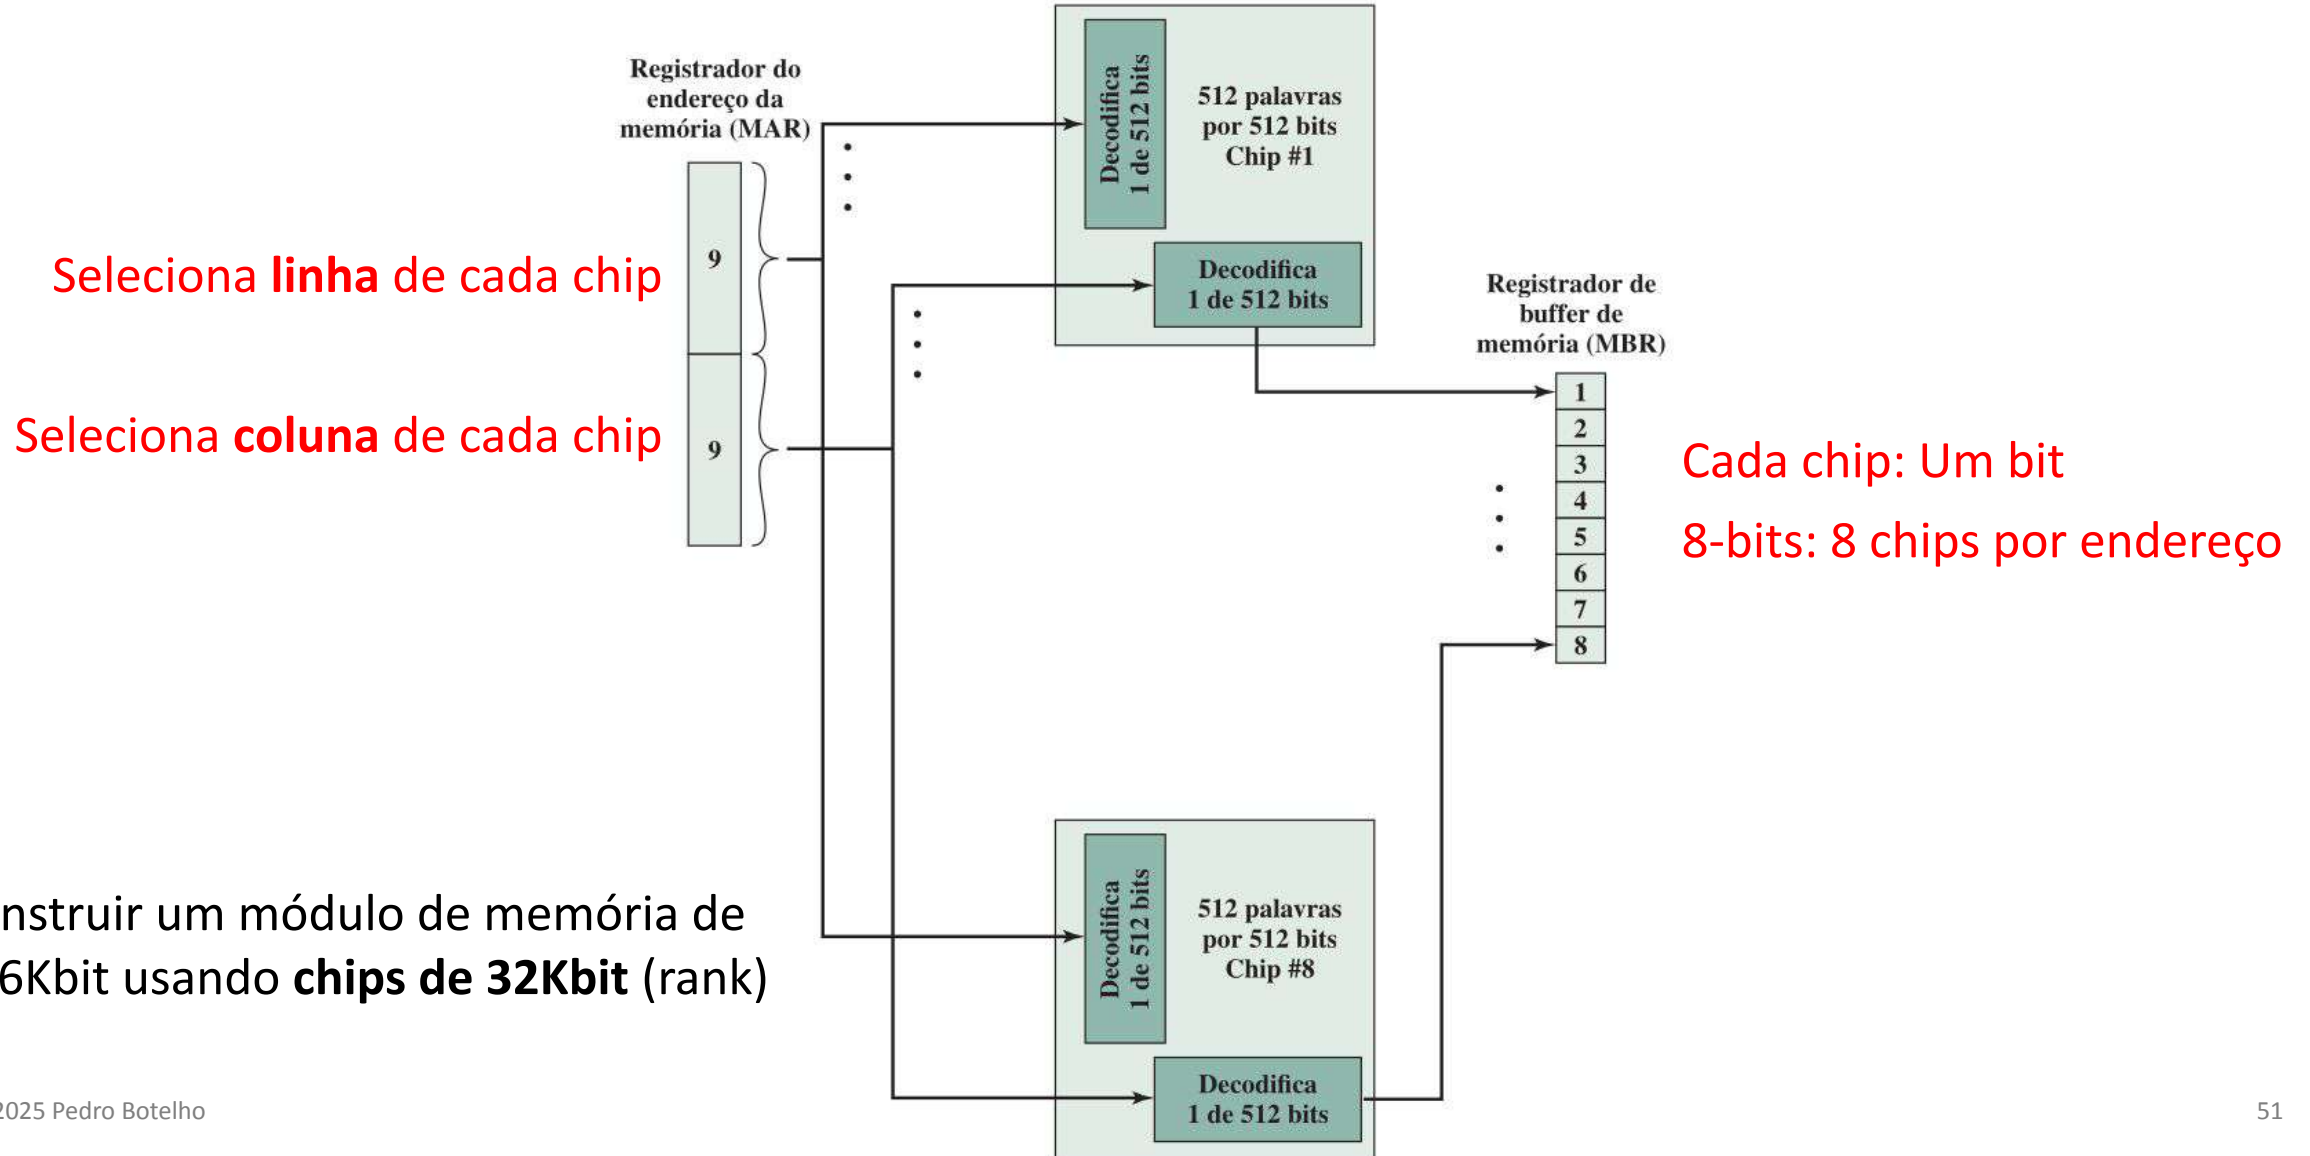 Registrador do
endereço da
memória (MAR)
9
9
Seleciona linha de cada chip
Seleciona coluna de cada chip
Decodifica
1 de 512 bits
512 palavras
por 512 bits
Chip #1
Decodifica
1 de 512 bits
Registrador de
buffer de
memória (MBR)
1
2
3
4
5
6
7
8
Cada chip: Um bit
8-bits: 8 chips por endereço
nstruir um módulo de memória de
6Kbit usando chips de 32Kbit (rank)
Decodifica
1 de 512 bits
512 palavras
por 512 bits
Chip #8
Decodifica
1 de 512 bits
2025 Pedro Botelho
51